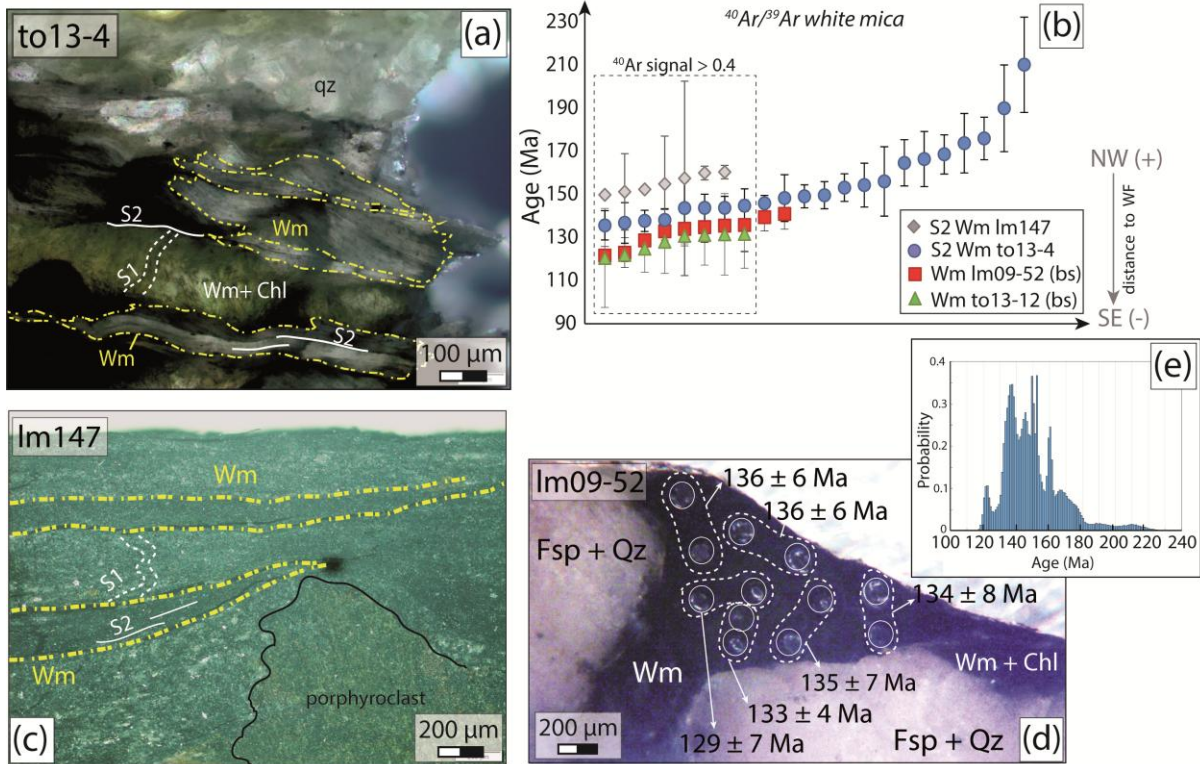 to13-4
(a)
qz
S2
Wm
S1
Wm+ Chl
S2
Wm
100 µm
(b)
⁴⁰Ar/³⁹Ar white mica
⁴⁰Ar signal > 0.4
Age (Ma)
230
210
190
170
150
130
110
90
S2 Wm lm147
S2 Wm to13-4
Wm lm09-52 (bs)
Wm to13-12 (bs)
NW (+)
distance to WF
SE (-)
lm147
Wm
S1
S2
Wm
porphyroclast
(c)
200 µm
lm09-52
136 ± 6 Ma
136 ± 6 Ma
Fsp + Qz
134 ± 8 Ma
Wm
Wm + Chl
135 ± 7 Ma
133 ± 4 Ma
129 ± 7 Ma
Fsp + Qz
200 µm
(d)
(e)
Probability
0.4
0.3
0.2
0.1
0
100 120 140 160 180 200 220 240
Age (Ma)